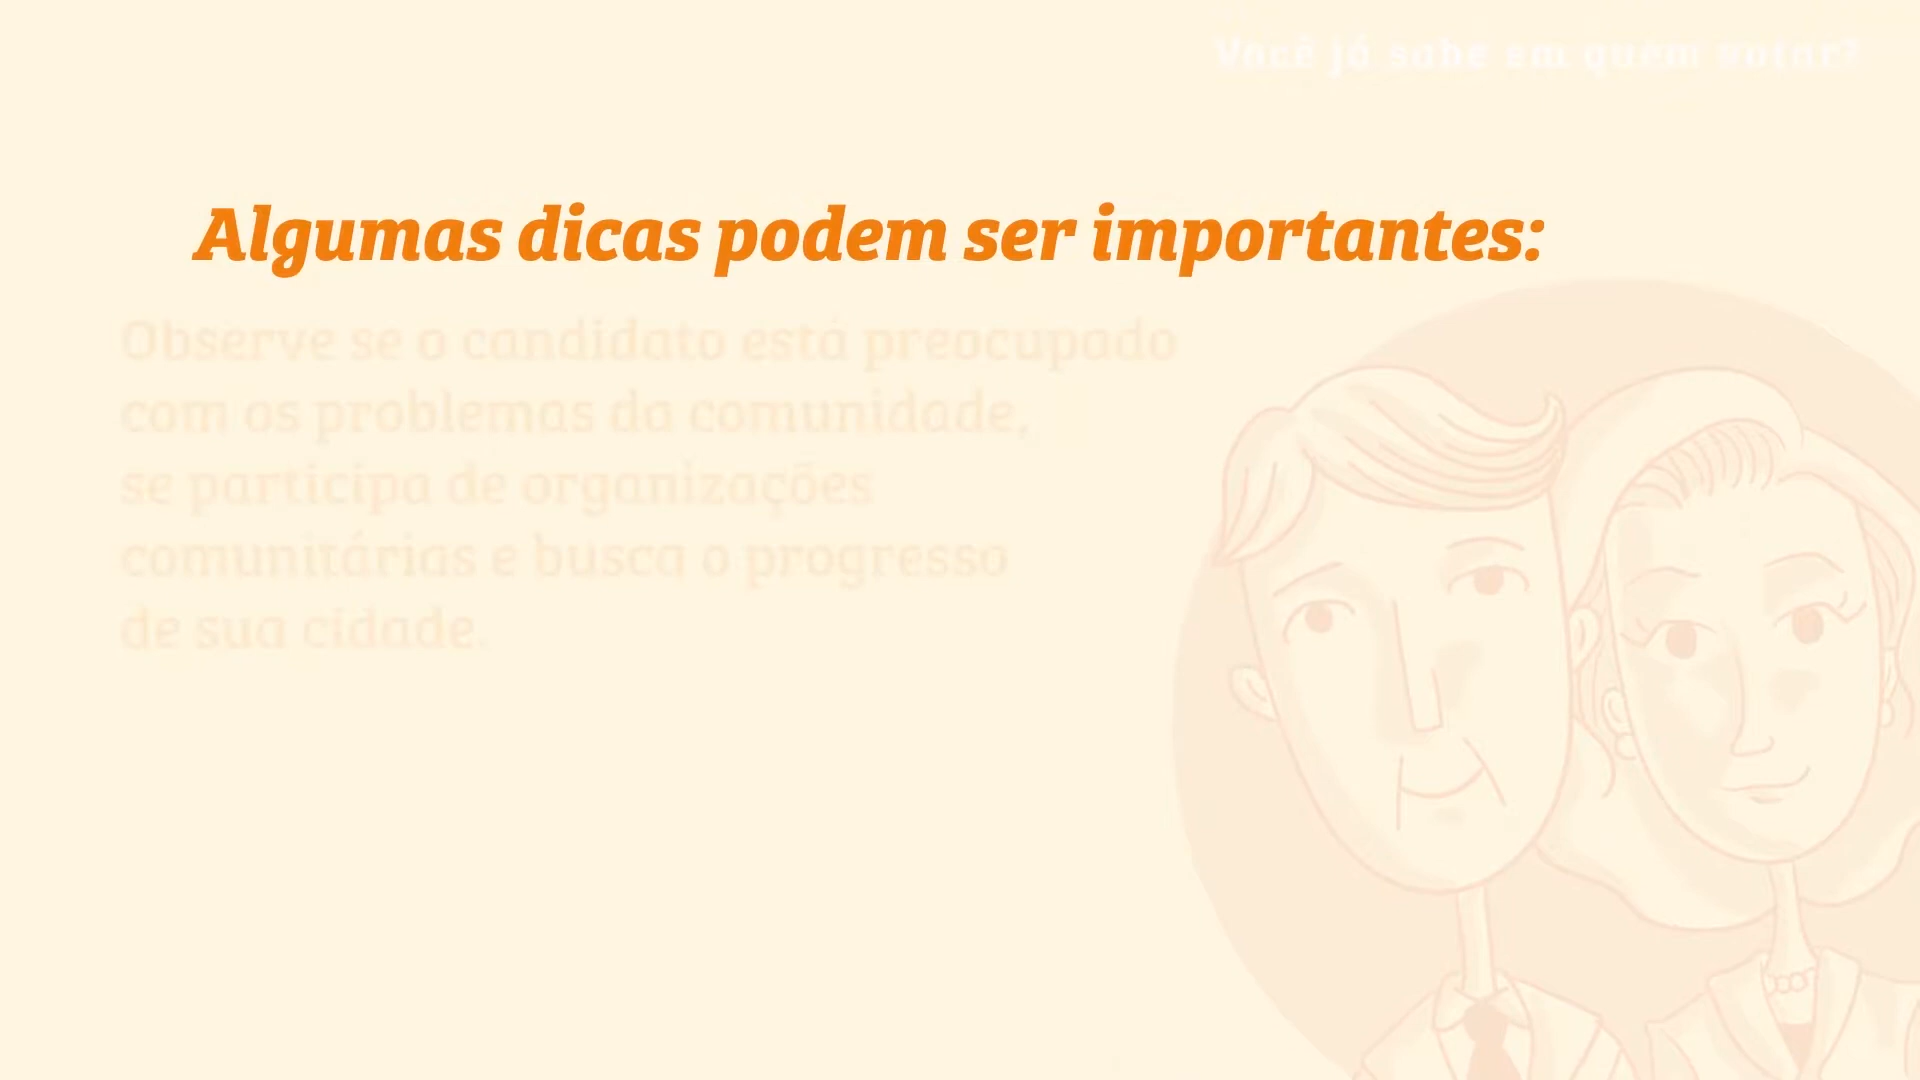 Você já sabe em quem votar?
Algumas dicas podem ser importantes:
Observe se o candidato está preocupado
com os problemas da comunidade,
se participa de organizações
comunitárias e busca o progresso
de sua cidade.